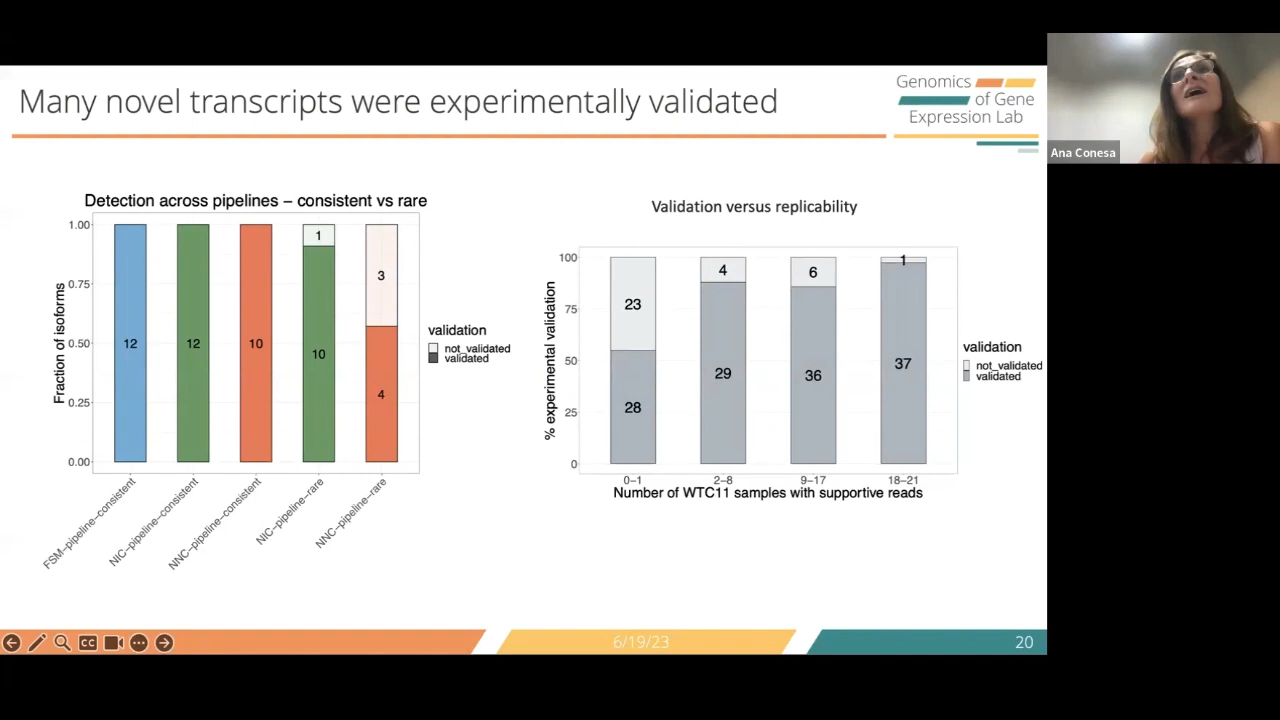 Many novel transcripts were experimentally validated
Genomics
of Gene
Expression Lab
Ana Conesa
Detection across pipelines – consistent vs rare
Fraction of isoforms
1.00
0.75
0.50
0.25
0.00
12
12
10
1
10
3
4
FSM–pipeline–consistent
NIC–pipeline–consistent
NNC–pipeline–consistent
NIC–pipeline–rare
NNC–pipeline–rare
validation
not_validated
validated
Validation versus replicability
% experimental validation
100
75
50
25
0
23
28
4
29
6
36
1
37
0–1
2–8
9–17
18–21
Number of WTC11 samples with supportive reads
validation
not_validated
validated
CC
6/19/23
20